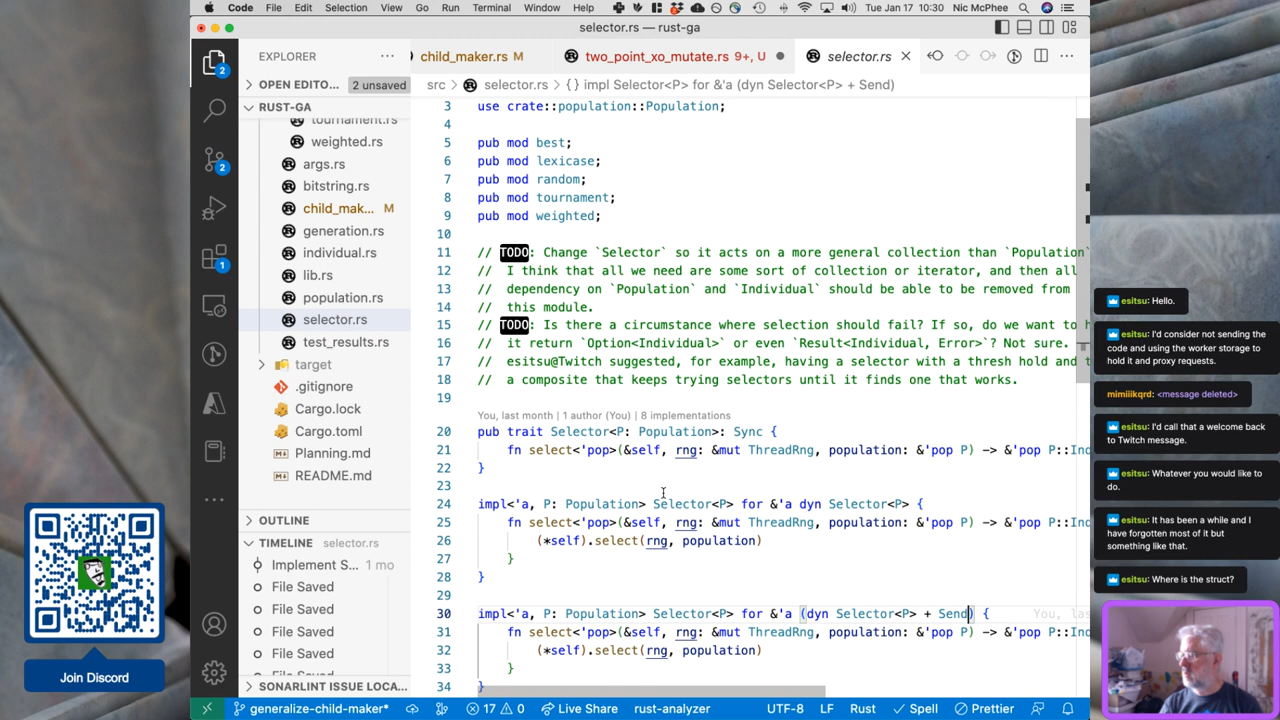 Code File Edit Selection View Go Run Terminal Window Help Tue Jan 17 10:30 Nic McPhee
selector.rs — rust-ga
EXPLORER
OPEN EDITO... 2 unsaved
RUST-GA
tournament.rs
weighted.rs
args.rs
bitstring.rs
child_mak... M
generation.rs
individual.rs
lib.rs
population.rs
selector.rs
test_results.rs
target
.gitignore
Cargo.lock
Cargo.toml
Planning.md
README.md
OUTLINE
TIMELINE selector.rs
Implement S... 1 mo
File Saved
File Saved
File Saved
File Saved
File Saved
SONARLINT ISSUE LOCA...
2
2
1
child_maker.rs M
two_point_xo_mutate.rs 9+, U
selector.rs
src > selector.rs > {} impl Selector<P> for &'a (dyn Selector<P> + Send)
3 use crate::population::Population;
4
5 pub mod best;
6 pub mod lexicase;
7 pub mod random;
8 pub mod tournament;
9 pub mod weighted;
10
11 // TODO: Change `Selector` so it acts on a more general collection than `Population`
12 // I think that all we need are some sort of collection or iterator, and then all
13 // dependency on `Population` and `Individual` should be able to be removed from
14 // this module.
15 // TODO: Is there a circumstance where selection should fail? If so, do we want to h
16 // it return `Option<Individual>` or even `Result<Individual, Error>`? Not sure.
17 // esitsu@Twitch suggested, for example, having a selector with a thresh hold and t
18 // a composite that keeps trying selectors until it finds one that works.
19
You, last month | 1 author (You) | 8 implementations
20 pub trait Selector<P: Population>: Sync {
21 fn select<'pop>(&self, rng: &mut ThreadRng, population: &'pop P) -> &'pop P::Ind
22 }
23
24 impl<'a, P: Population> Selector<P> for &'a dyn Selector<P> {
25 fn select<'pop>(&self, rng: &mut ThreadRng, population: &'pop P) -> &'pop P::Ind
26 (*self).select(rng, population)
27 }
28 }
29
30 impl<'a, P: Population> Selector<P> for &'a (dyn Selector<P> + Send) { You, las
31 fn select<'pop>(&self, rng: &mut ThreadRng, population: &'pop P) -> &'pop P::Ind
32 (*self).select(rng, population)
33 }
34 }
generalize-child-maker* 17 0 Live Share rust-analyzer UTF-8 LF Rust Spell Prettier
Join Discord
esitsu: Hello.
esitsu: I'd consider not sending the
code and using the worker storage to
hold it and proxy requests.
mimiiikqrd: <message deleted>
esitsu: I'd call that a welcome back
to Twitch message.
esitsu: Whatever you would like to
do.
esitsu: It has been a while and I
have forgotten most of it but
something like that.
esitsu: Where is the struct?